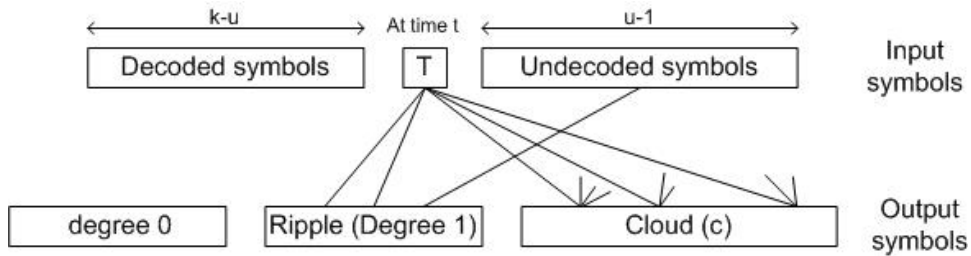 k-u
At time t
u-1
Decoded symbols
T
Undecoded symbols
Input
symbols
degree 0
Ripple (Degree 1)
Cloud (c)
Output
symbols